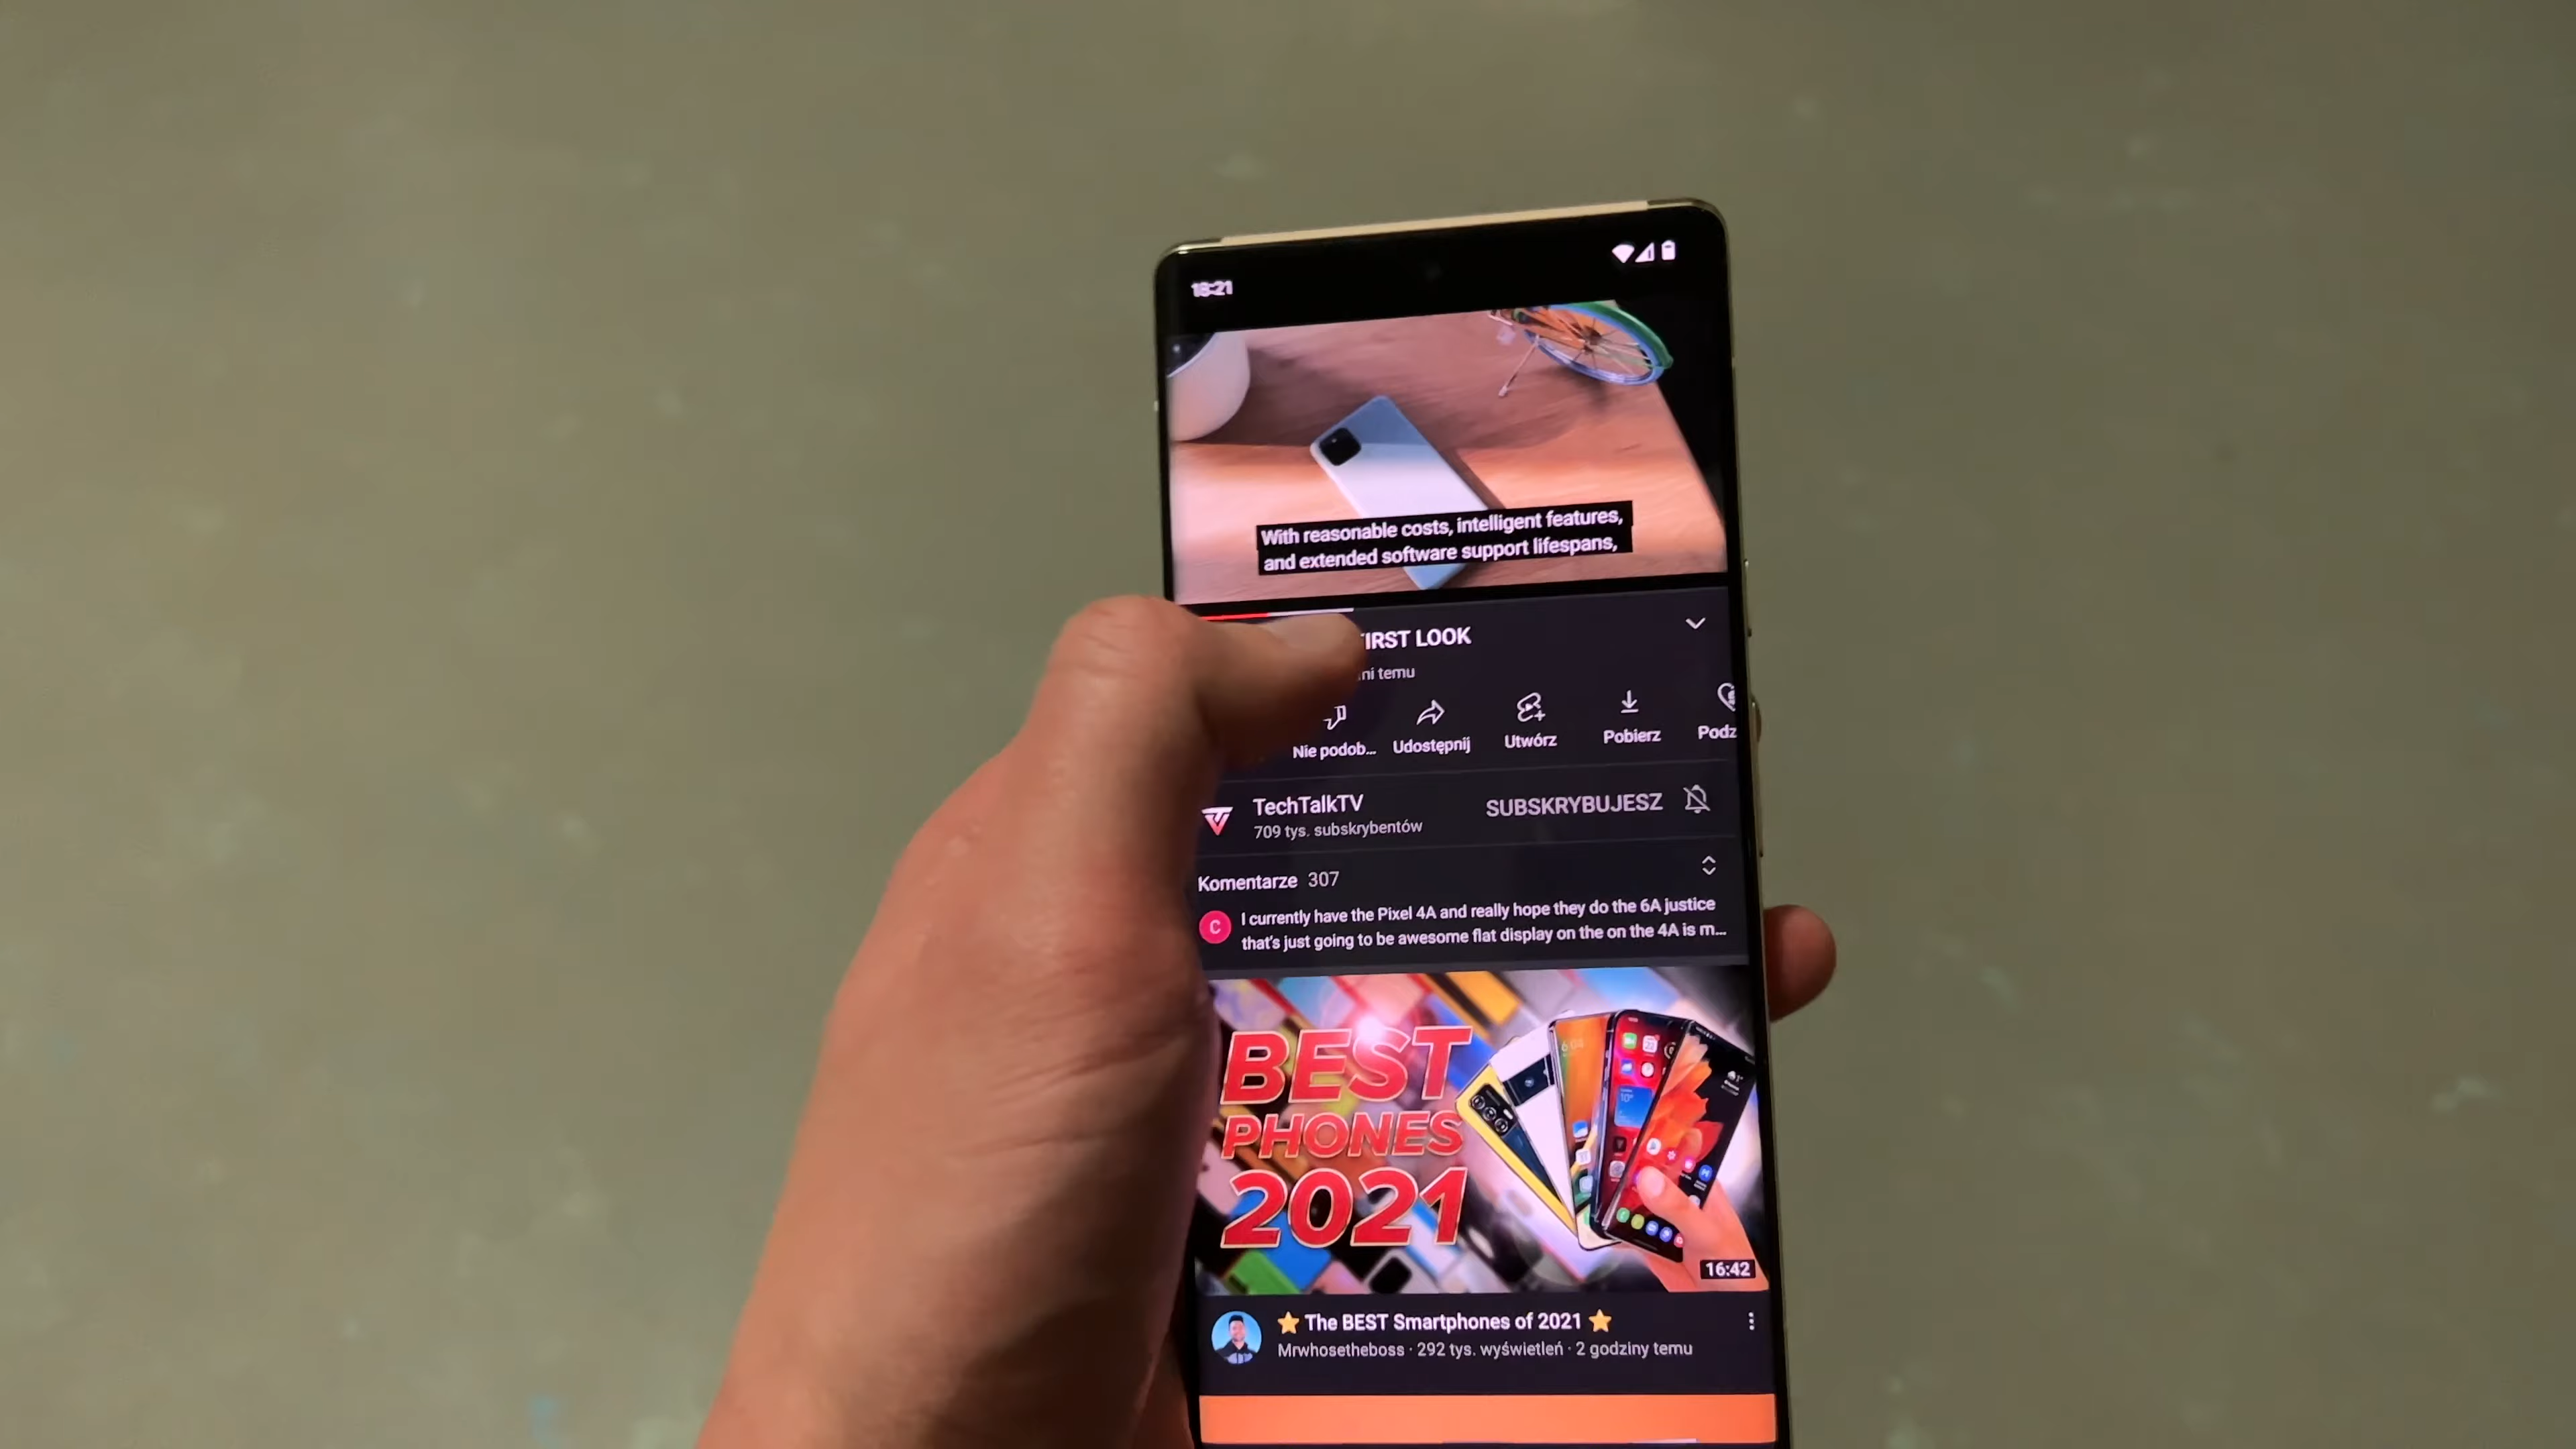 18:21
With reasonable costs, intelligent features,
and extended software support lifespans,
IRST LOOK
ni temu
Nie podob...
Udostępnij
Utwórz
Pobierz
Podz
TechTalkTV
SUBSKRYBUJESZ
709 tys. subskrybentów
Komentarze 307
C
I currently have the Pixel 4A and really hope they do the 6A justice
that's just going to be awesome flat display on the on the 4A is m...
BEST
PHONES
2021
16:42
⭐ The BEST Smartphones of 2021 ⭐
Mrwhosetheboss · 292 tys. wyświetleń · 2 godziny temu